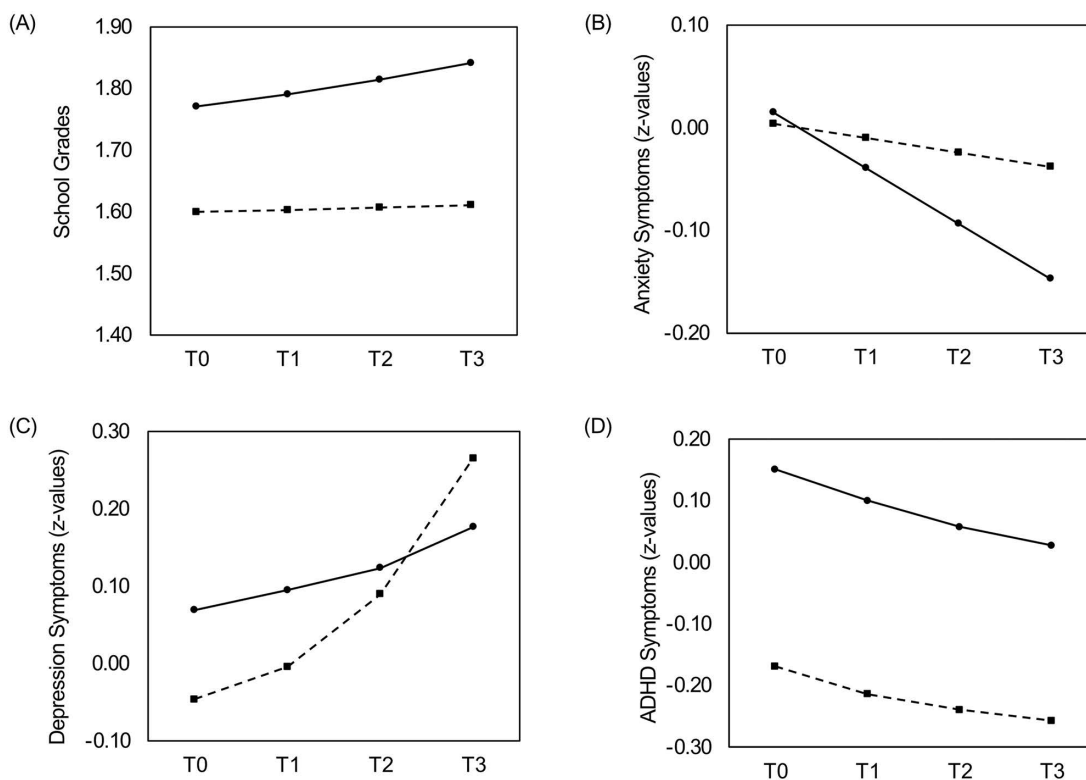 (A)
School Grades
1.90
1.80
1.70
1.60
1.50
1.40
T0 T1 T2 T3
(B)
Anxiety Symptoms (z-values)
0.10
0.00
-0.10
-0.20
T0 T1 T2 T3
(C)
Depression Symptoms (z-values)
0.30
0.20
0.10
0.00
-0.10
T0 T1 T2 T3
(D)
ADHD Symptoms (z-values)
0.20
0.10
0.00
-0.10
-0.20
-0.30
T0 T1 T2 T3